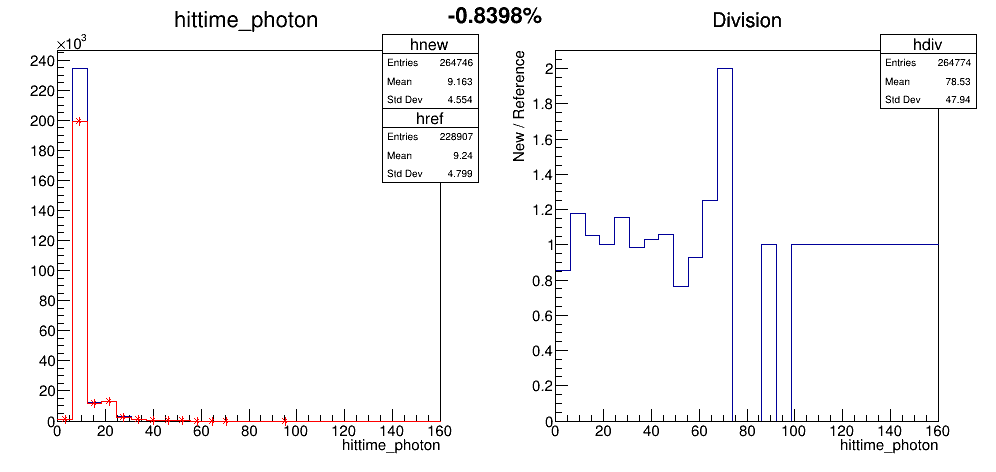 -0.8398%
hittime_photon
×10³
hnew
Entries 264746
Mean 9.163
Std Dev 4.554
href
Entries 228907
Mean 9.24
Std Dev 4.799
240
220
200
180
160
140
120
100
80
60
40
20
0
0 20 40 60 80 100 120 140 160
hittime_photon
Division
hdiv
Entries 264774
Mean 78.53
Std Dev 47.94
New / Reference
2
1.8
1.6
1.4
1.2
1
0.8
0.6
0.4
0.2
0
0 20 40 60 80 100 120 140 160
hittime_photon